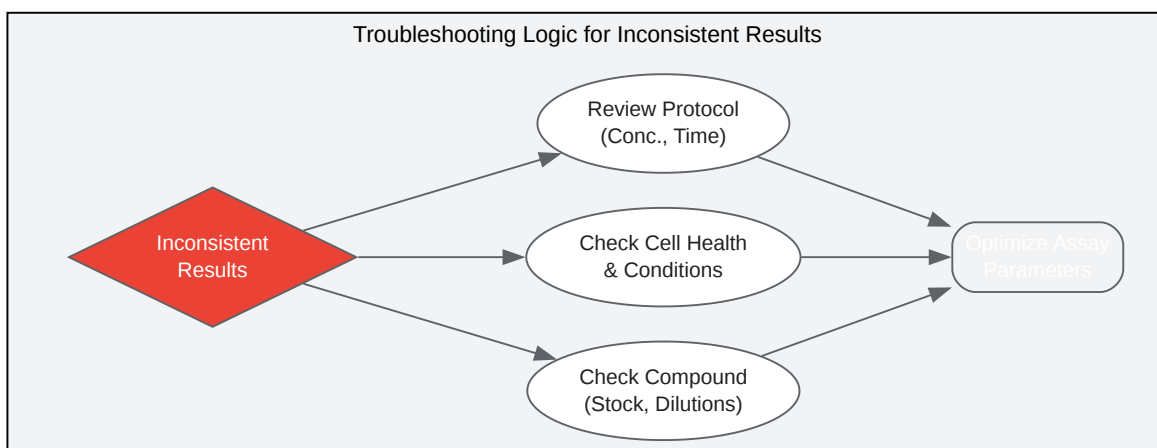 Troubleshooting Logic for Inconsistent Results
Review Protocol
(Conc., Time)
Inconsistent
Results
Check Cell Health
& Conditions
Optimize Assay
Parameters
Check Compound
(Stock, Dilutions)